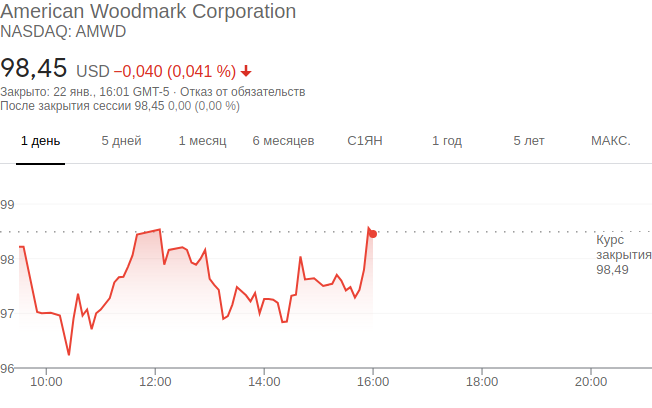 American Woodmark Corporation
NASDAQ: AMWD
98,45 USD −0,040 (0,041 %)
Закрыто: 22 янв., 16:01 GMT-5 · Отказ от обязательств
После закрытия сессии 98,45 0,00 (0,00 %)
1 день 5 дней 1 месяц 6 месяцев С1ЯН 1 год 5 лет МАКС.
99
98
97
96
Курс
закрытия
98,49
10:00 12:00 14:00 16:00 18:00 20:00